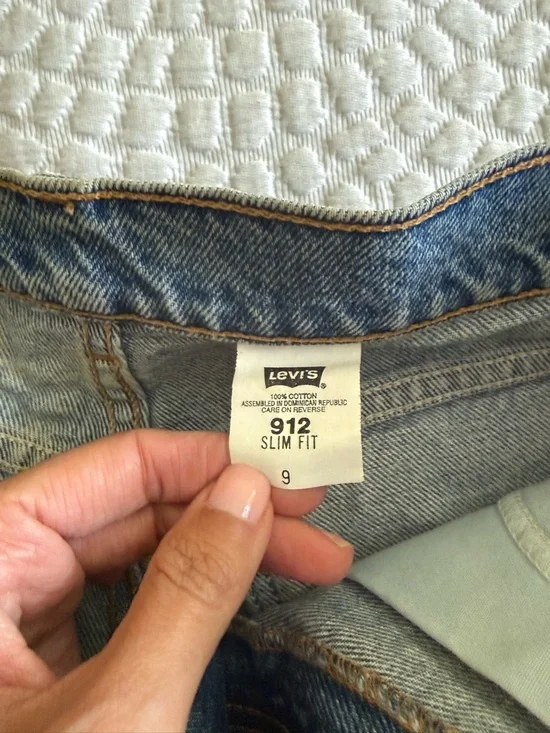 Levi's ®
100% COTTON
ASSEMBLED IN DOMINICAN REPUBLIC
CARE ON REVERSE
912
SLIM FIT
9